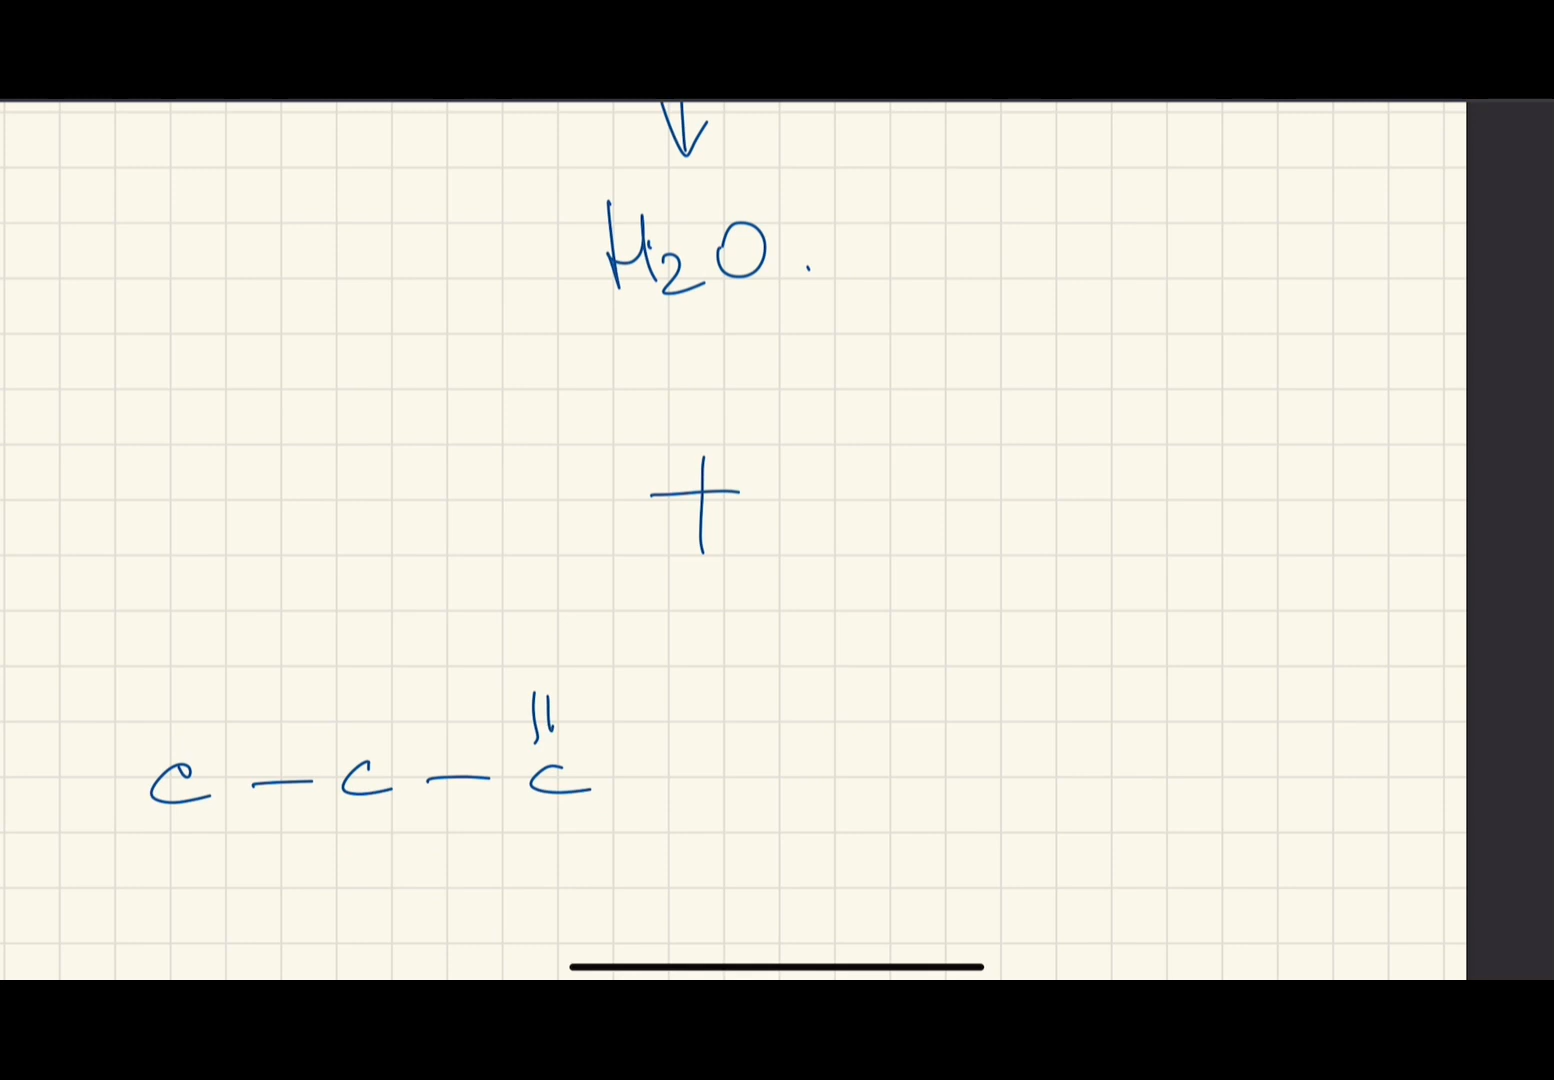 ↓
H₂O.
+
||
c — c — c